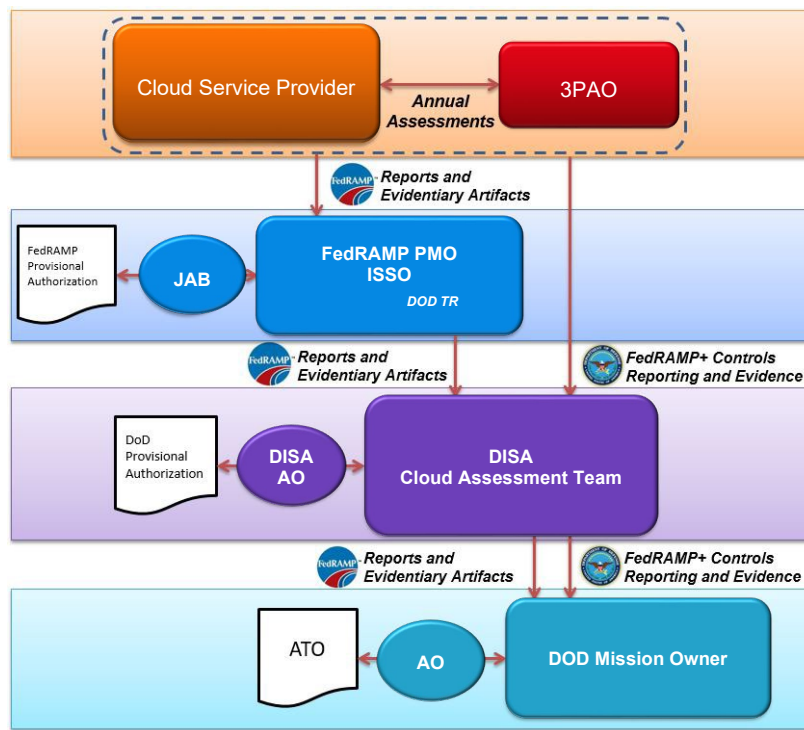 Cloud Service Provider
3PAO
Annual
Assessments
FedRAMP
Reports and
Evidentiary Artifacts
FedRAMP
Provisional
Authorization
JAB
FedRAMP PMO
ISSO
DOD TR
FedRAMP
Reports and
Evidentiary Artifacts
FedRAMP+ Controls
Reporting and Evidence
DoD
Provisional
Authorization
DISA
AO
DISA
Cloud Assessment Team
FedRAMP
Reports and
Evidentiary Artifacts
FedRAMP+ Controls
Reporting and Evidence
ATO
AO
DOD Mission Owner